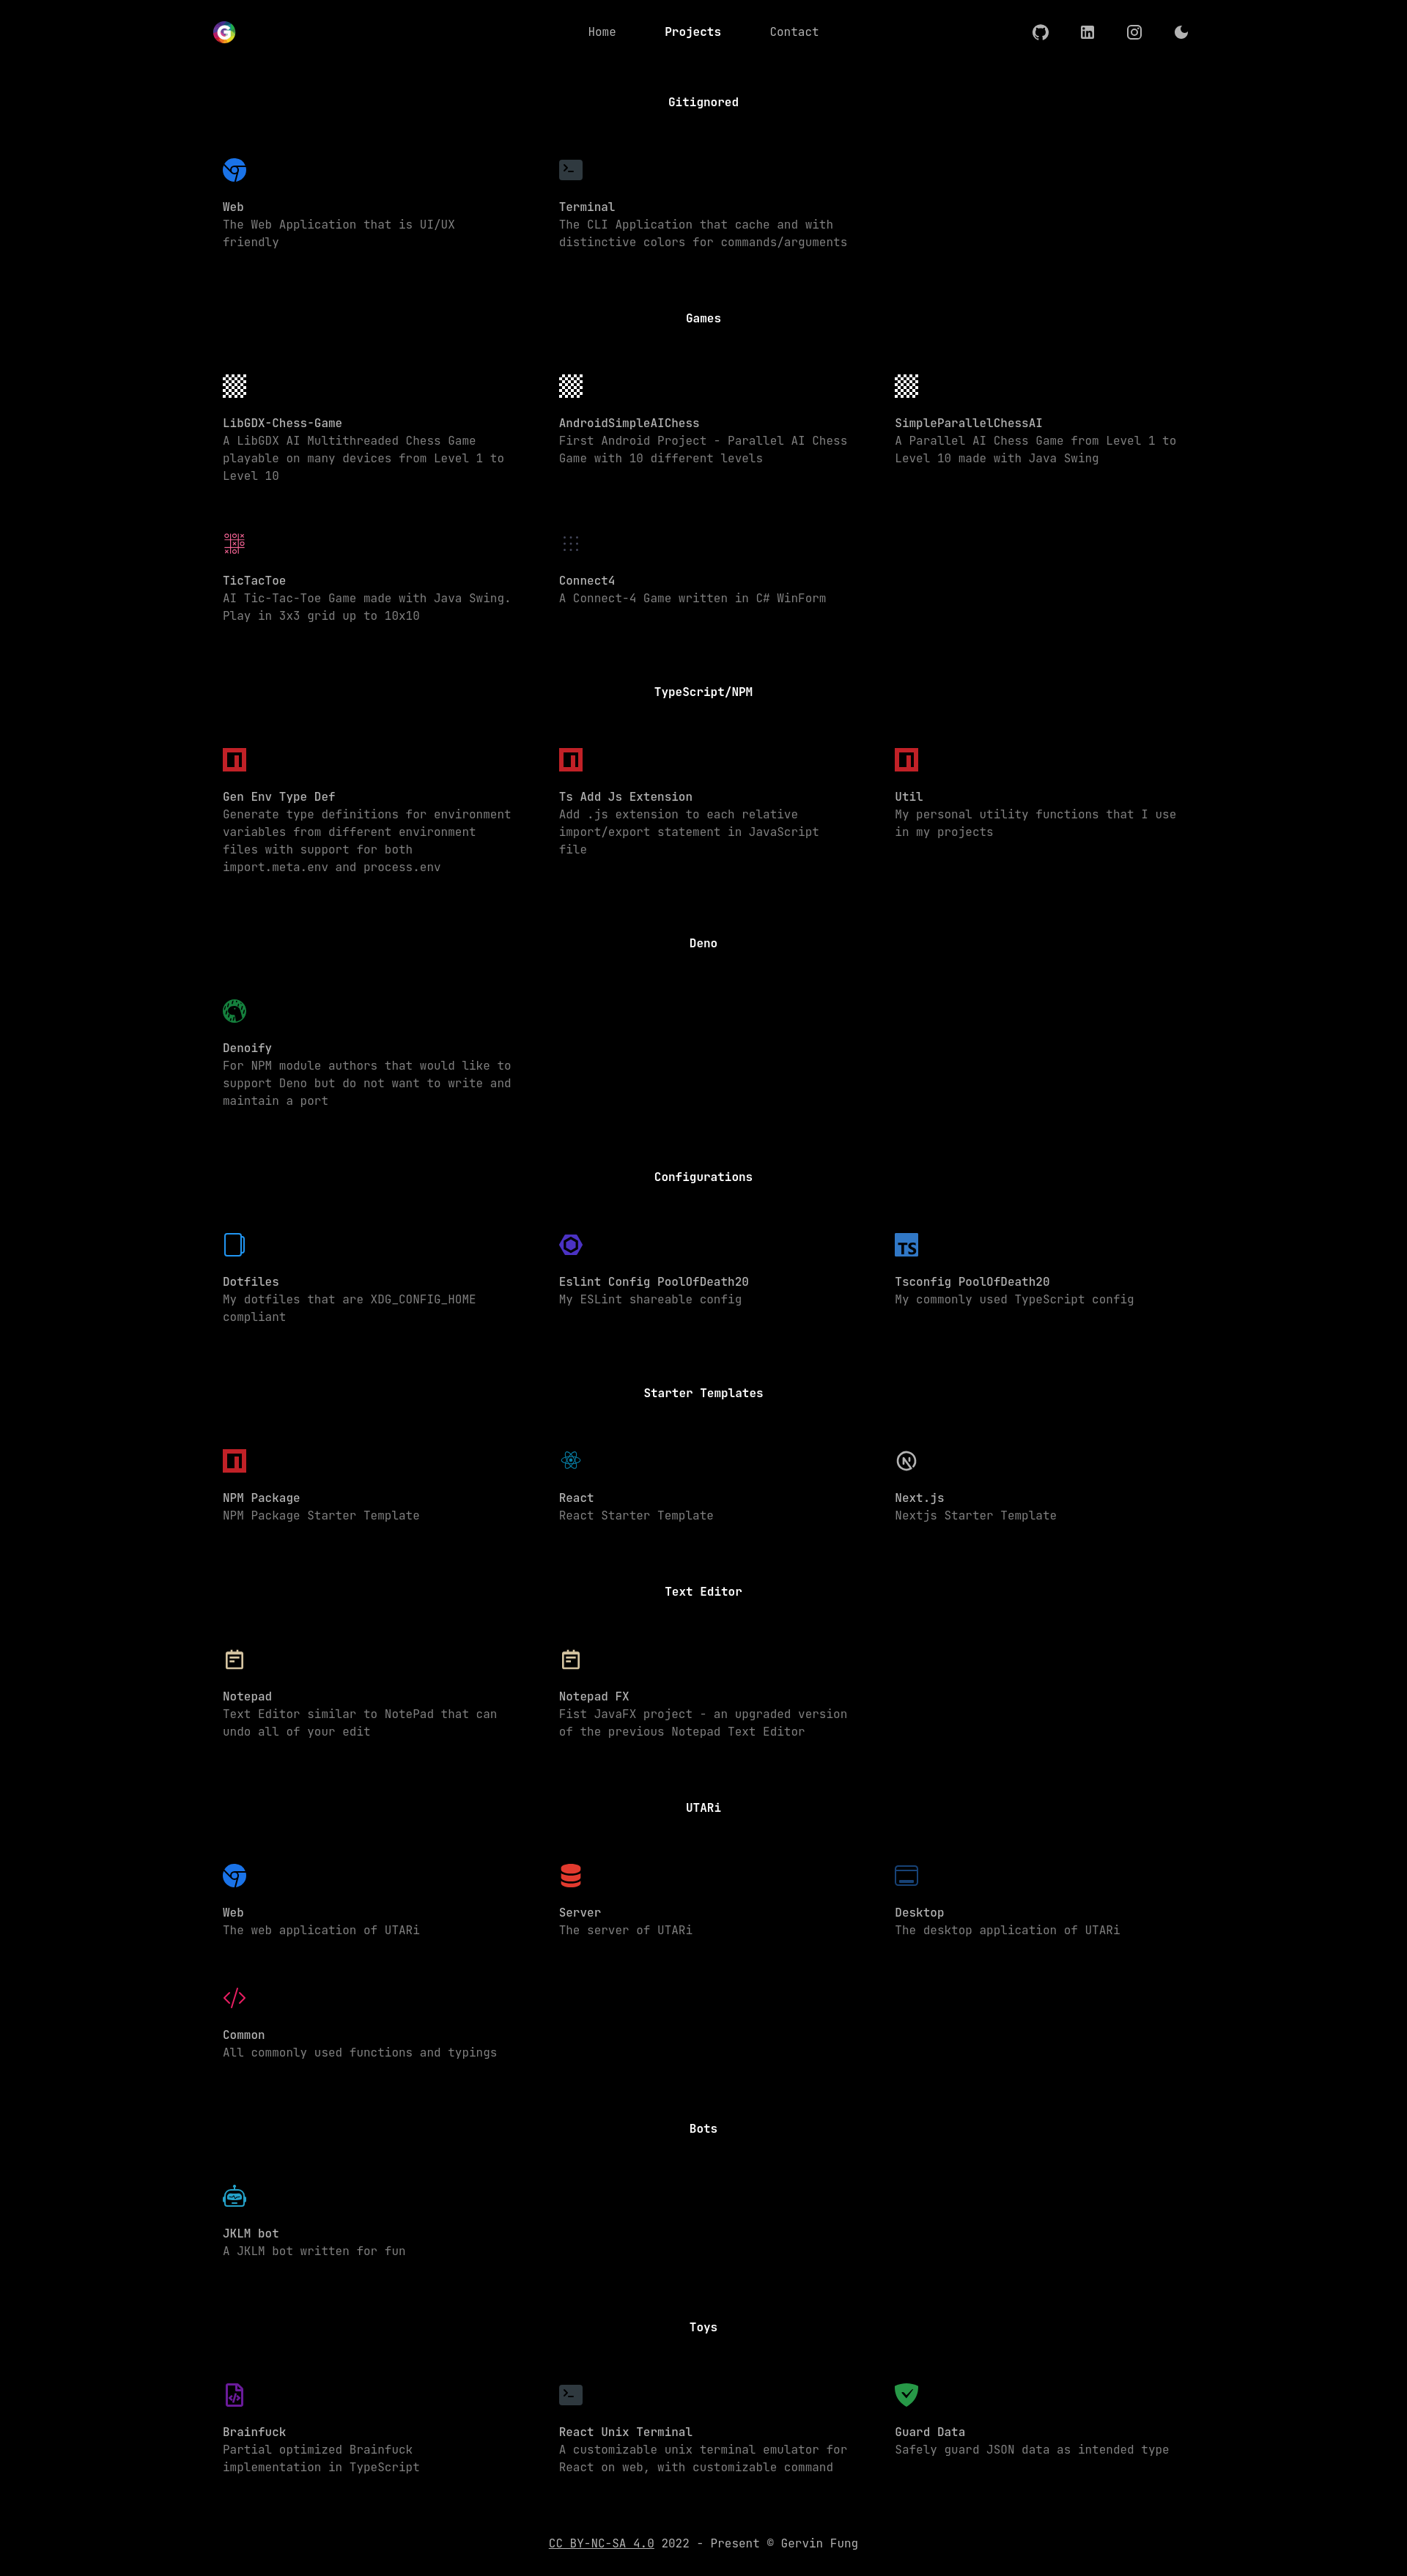 Home Projects Contact
Gitignored
Web
The Web Application that is UI/UX
friendly
Terminal
The CLI Application that cache and with
distinctive colors for commands/arguments
Games
LibGDX-Chess-Game
A LibGDX AI Multithreaded Chess Game
playable on many devices from Level 1 to
Level 10
AndroidSimpleAIChess
First Android Project - Parallel AI Chess
Game with 10 different levels
SimpleParallelChessAI
A Parallel AI Chess Game from Level 1 to
Level 10 made with Java Swing
TicTacToe
AI Tic-Tac-Toe Game made with Java Swing.
Play in 3x3 grid up to 10x10
Connect4
A Connect-4 Game written in C# WinForm
TypeScript/NPM
Gen Env Type Def
Generate type definitions for environment
variables from different environment
files with support for both
import.meta.env and process.env
Ts Add Js Extension
Add .js extension to each relative
import/export statement in JavaScript
file
Util
My personal utility functions that I use
in my projects
Deno
Denoify
For NPM module authors that would like to
support Deno but do not want to write and
maintain a port
Configurations
Dotfiles
My dotfiles that are XDG_CONFIG_HOME
compliant
Eslint Config PoolOfDeath20
My ESLint shareable config
TS
Tsconfig PoolOfDeath20
My commonly used TypeScript config
Starter Templates
NPM Package
NPM Package Starter Template
React
React Starter Template
Next.js
Nextjs Starter Template
Text Editor
Notepad
Text Editor similar to NotePad that can
undo all of your edit
Notepad FX
Fist JavaFX project - an upgraded version
of the previous Notepad Text Editor
UTARi
Web
The web application of UTARi
Server
The server of UTARi
Desktop
The desktop application of UTARi
Common
All commonly used functions and typings
Bots
JKLM bot
A JKLM bot written for fun
Toys
Brainfuck
Partial optimized Brainfuck
implementation in TypeScript
React Unix Terminal
A customizable unix terminal emulator for
React on web, with customizable command
Guard Data
Safely guard JSON data as intended type
CC BY-NC-SA 4.0 2022 - Present © Gervin Fung